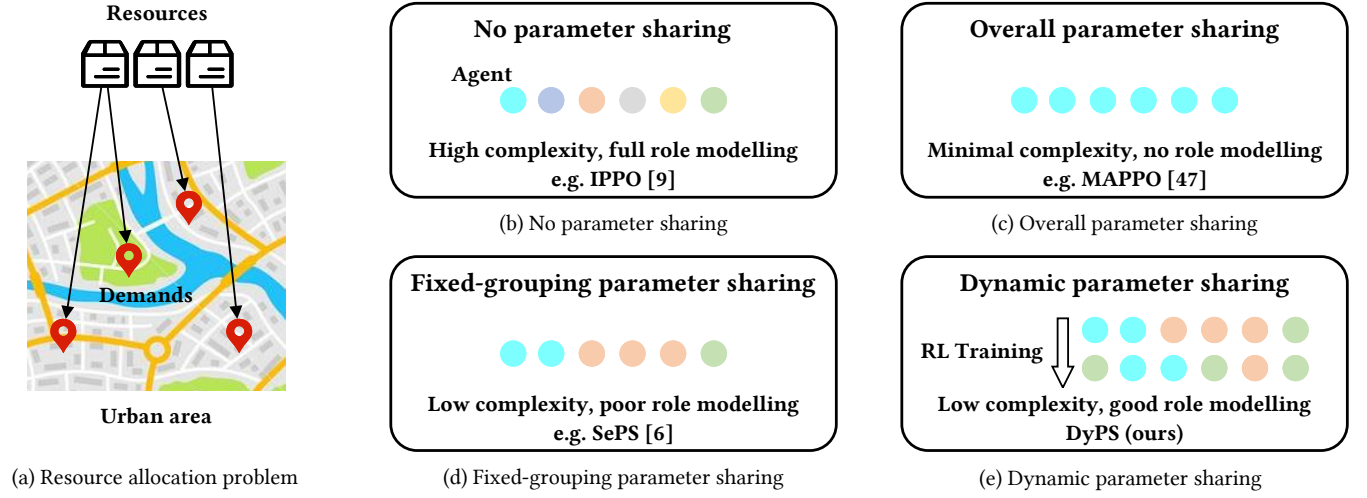 Resources
Demands
Urban area
(a) Resource allocation problem
No parameter sharing
Agent
High complexity, full role modelling
e.g. IPPO [9]
(b) No parameter sharing
Overall parameter sharing
Minimal complexity, no role modelling
e.g. MAPPO [47]
(c) Overall parameter sharing
Fixed-grouping parameter sharing
Low complexity, poor role modelling
e.g. SePS [6]
(d) Fixed-grouping parameter sharing
Dynamic parameter sharing
RL Training
Low complexity, good role modelling
DyPS (ours)
(e) Dynamic parameter sharing